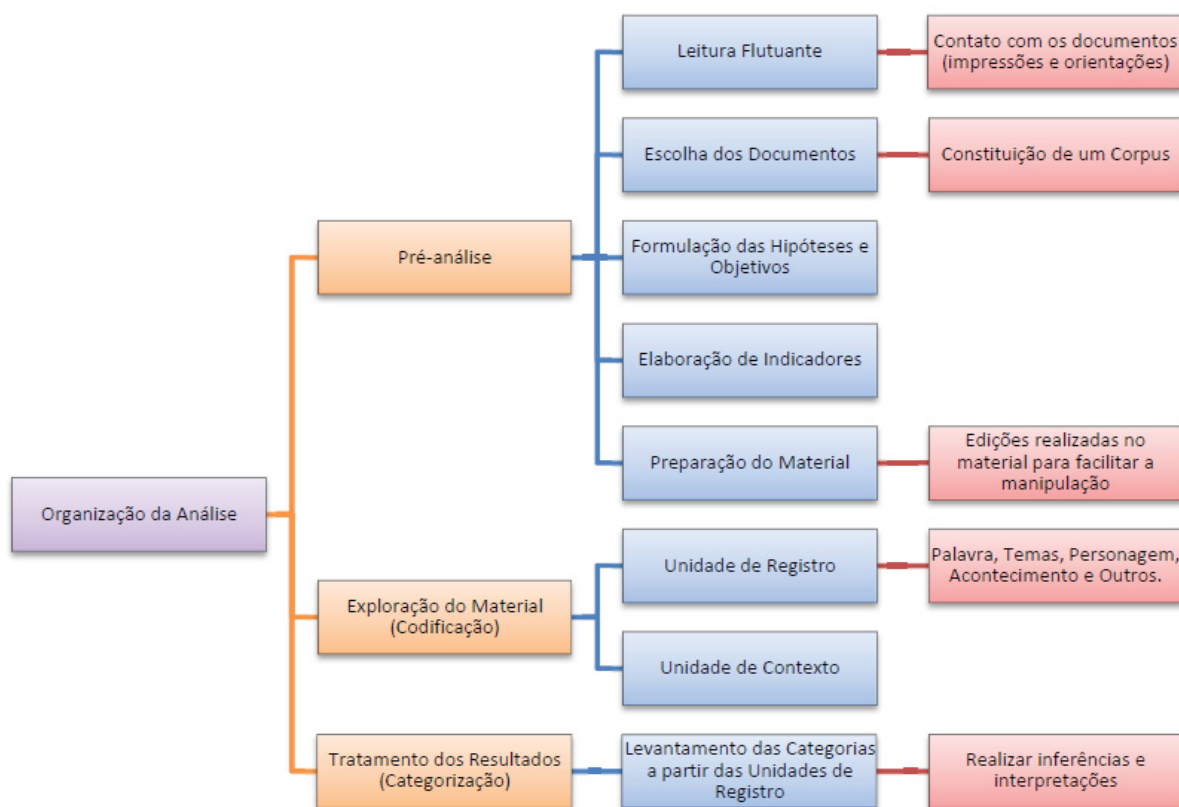 Leitura Flutuante
Contato com os documentos
(impressões e orientações)
Escolha dos Documentos
Constituição de um Corpus
Pré-análise
Formulação das Hipóteses e
Objetivos
Elaboração de Indicadores
Preparação do Material
Edições realizadas no
material para facilitar a
manipulação
Organização da Análise
Exploração do Material
(Codificação)
Unidade de Registro
Palavra, Temas, Personagem,
Acontecimento e Outros.
Unidade de Contexto
Tratamento dos Resultados
(Categorização)
Levantamento das Categorias
a partir das Unidades de
Registro
Realizar inferências e
interpretações